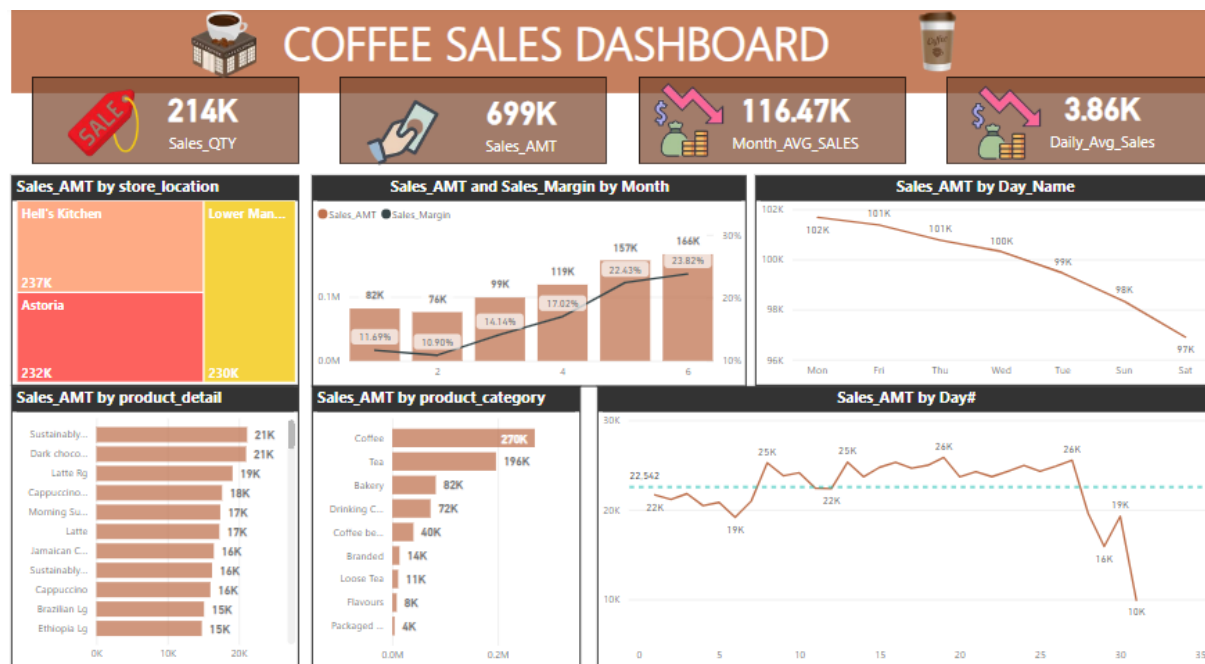 COFFEE SALES DASHBOARD
Coffee
SALE
214K
Sales_QTY
699K
Sales_AMT
$
116.47K
Month_AVG_SALES
$
3.86K
Daily_Avg_Sales
Sales_AMT by store_location
Hell's Kitchen
237K
Lower Man...
230K
Astoria
232K
Sales_AMT and Sales_Margin by Month
Sales_AMT Sales_Margin
0.1M
0.0M
82K
76K
99K
119K
157K
166K
11.69%
10.90%
14.14%
17.02%
22.43%
23.82%
30%
20%
10%
2 4 6
Sales_AMT by Day_Name
102K
100K
98K
96K
102K
101K
101K
100K
99K
98K
97K
Mon Fri Thu Wed Tue Sun Sat
Sales_AMT by product_detail
Sustainably... 21K
Dark choco... 21K
Latte Rg 19K
Cappuccino... 18K
Morning Su... 17K
Latte 17K
Jamaican C... 16K
Sustainably... 16K
Cappuccino 16K
Brazilian Lg 15K
Ethiopia Lg 15K
0K 10K 20K
Sales_AMT by product_category
Coffee 270K
Tea 196K
Bakery 82K
Drinking C... 72K
Coffee be... 40K
Branded 14K
Loose Tea 11K
Flavours 8K
Packaged ... 4K
0.0M 0.2M
Sales_AMT by Day#
30K
20K
10K
22,542
22K
19K
25K
22K
25K
26K
26K
16K
19K
10K
0 5 10 15 20 25 30 35